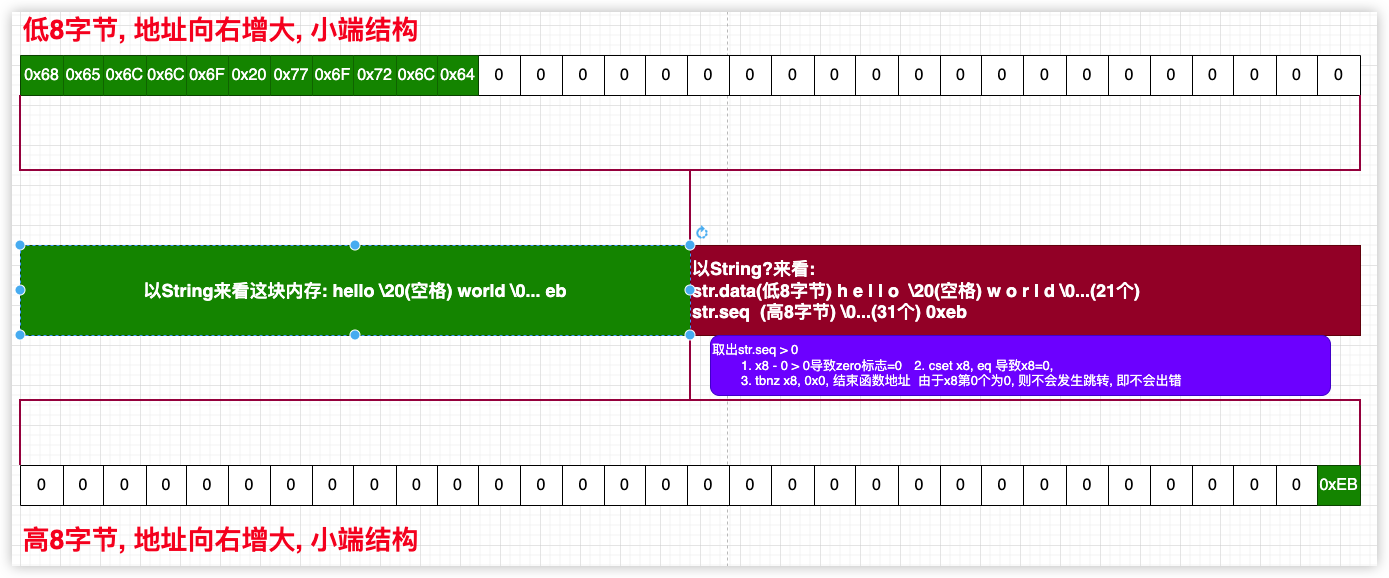 低8字节, 地址向右增大, 小端结构
0x68 0x65 0x6C 0x6C 0x6F 0x20 0x77 0x6F 0x72 0x6C 0x64 0 0 0 0 0 0 0 0 0 0 0 0 0 0 0 0 0 0 0 0 0
以String来看这块内存: hello \20(空格) world \0... eb
以String?来看:
str.data(低8字节) h e l l o \20(空格) w o r l d \0...(21个)
str.seq (高8字节) \0...(31个) 0xeb
取出str.seq > 0
1. x8 - 0 > 0导致zero标志=0 2. cset x8, eq 导致x8=0,
3. tbnz x8, 0x0, 结束函数地址 由于x8第0个为0, 则不会发生跳转, 即不会出错
0 0 0 0 0 0 0 0 0 0 0 0 0 0 0 0 0 0 0 0 0 0 0 0 0 0 0 0 0 0 0 0xEB
高8字节, 地址向右增大, 小端结构